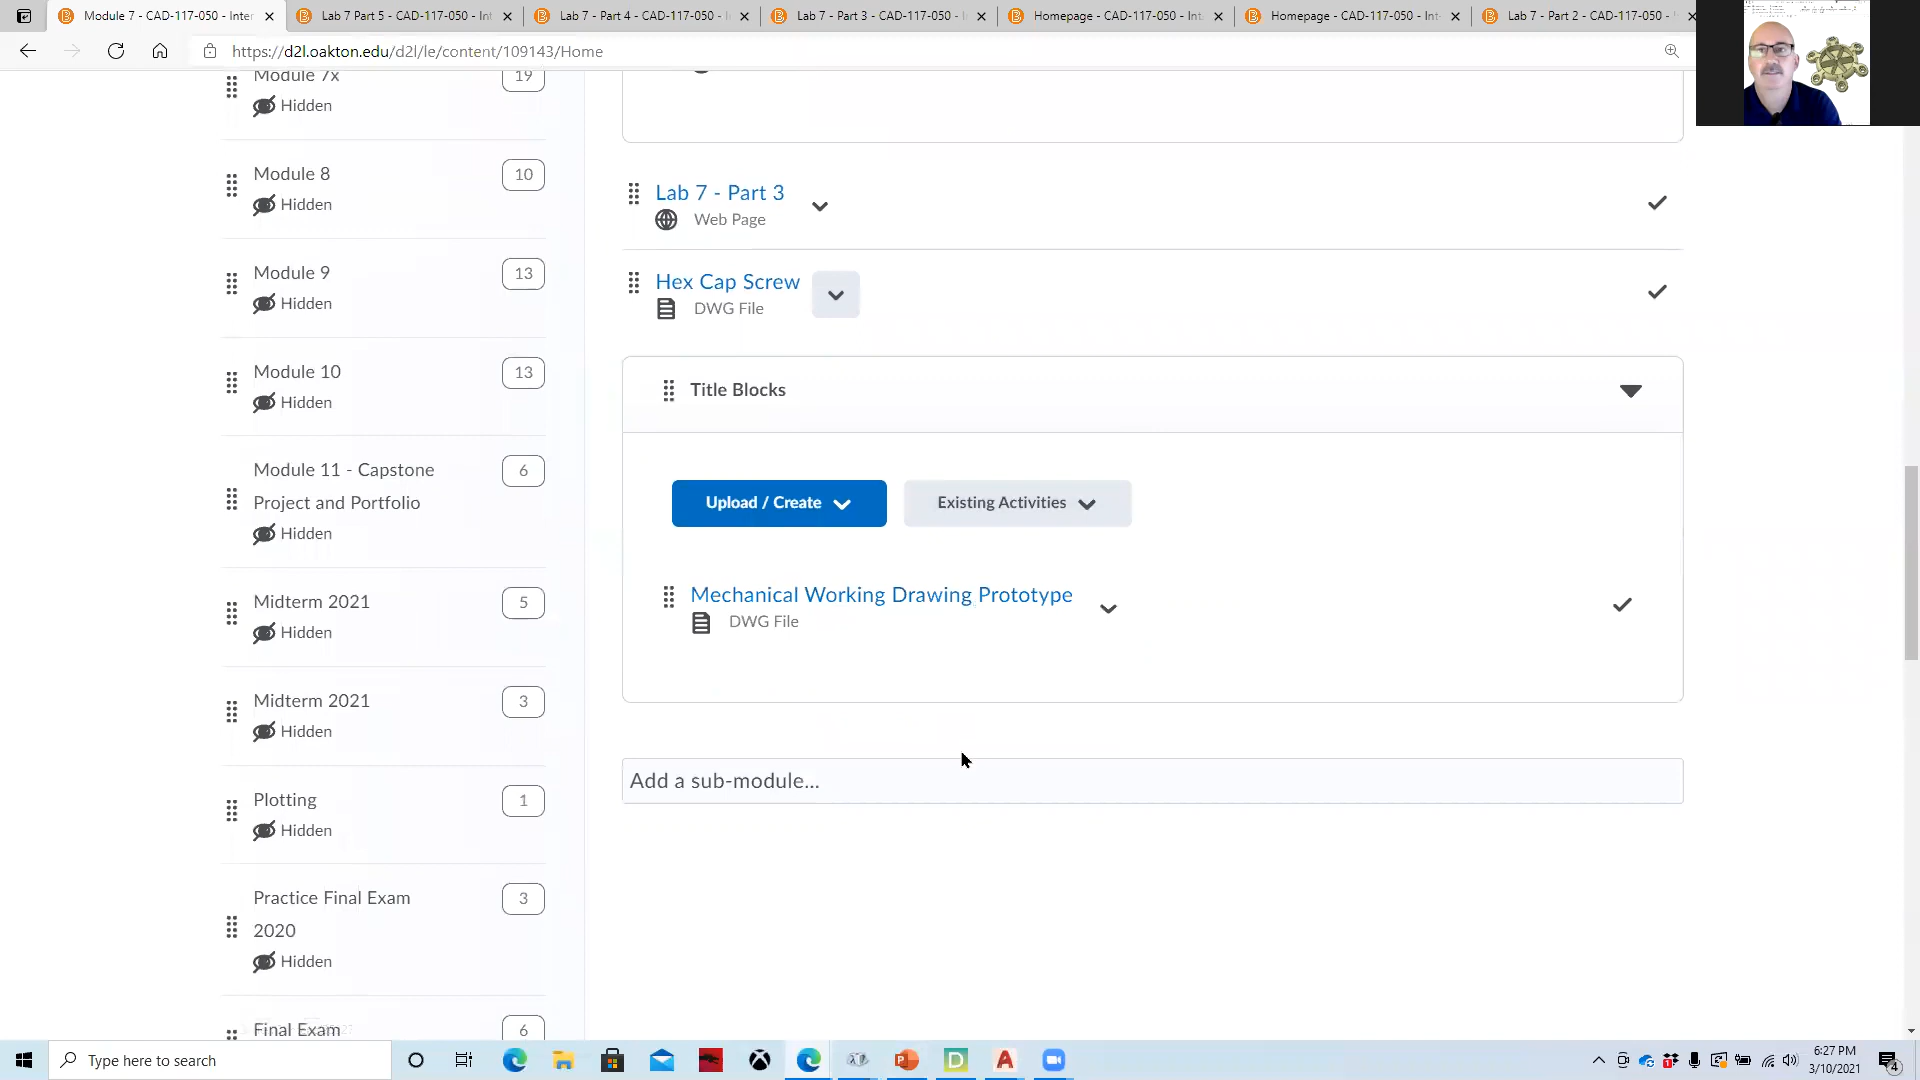 Module 7 - CAD-117-050 - Inter
Lab 7 Part 5 - CAD-117-050 - Int
Lab 7 - Part 4 - CAD-117-050 - I
Lab 7 - Part 3 - CAD-117-050 - I
Homepage - CAD-117-050 - Int
Homepage - CAD-117-050 - Int
Lab 7 - Part 2 - CAD-117-050 -
https://d2l.oakton.edu/d2l/le/content/109143/Home
Module 7x
19
Hidden
Module 8
10
Hidden
Module 9
13
Hidden
Module 10
13
Hidden
Module 11 - Capstone
Project and Portfolio
6
Hidden
Midterm 2021
5
Hidden
Midterm 2021
3
Hidden
Plotting
1
Hidden
Practice Final Exam
2020
3
Hidden
Final Exam
6
Lab 7 - Part 3
Web Page
Hex Cap Screw
DWG File
Title Blocks
Upload / Create
Existing Activities
Mechanical Working Drawing Prototype
DWG File
Add a sub-module...
Type here to search
6:27 PM
3/10/2021
4